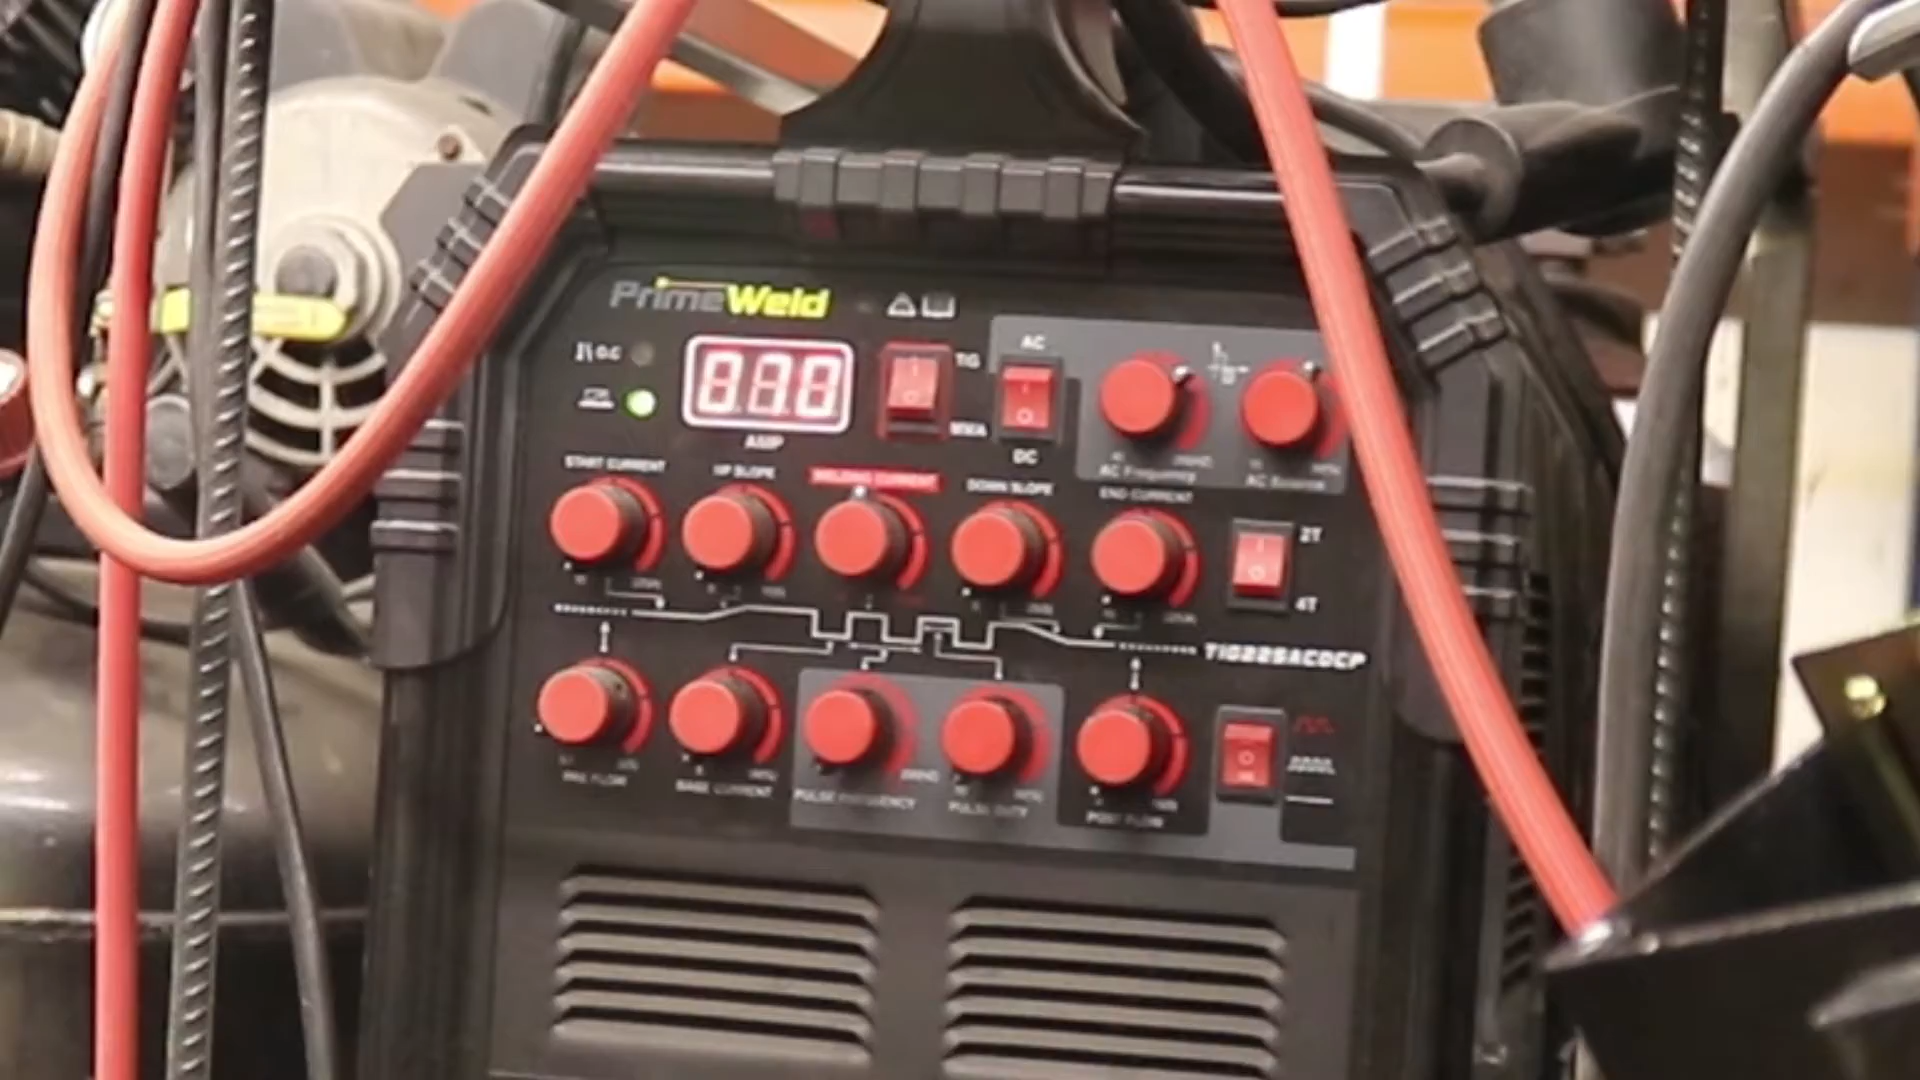 PrimeWeld
O.C
000
AMP
TIG
MMA
AC
DC
AC Frequency
AC Balance
START CURRENT
UP SLOPE
WELDING CURRENT
DOWN SLOPE
END CURRENT
2T
4T
TIG225ACDCP
PRE FLOW
BASE CURRENT
PULSE FREQUENCY
PULSE DUTY
POST FLOW